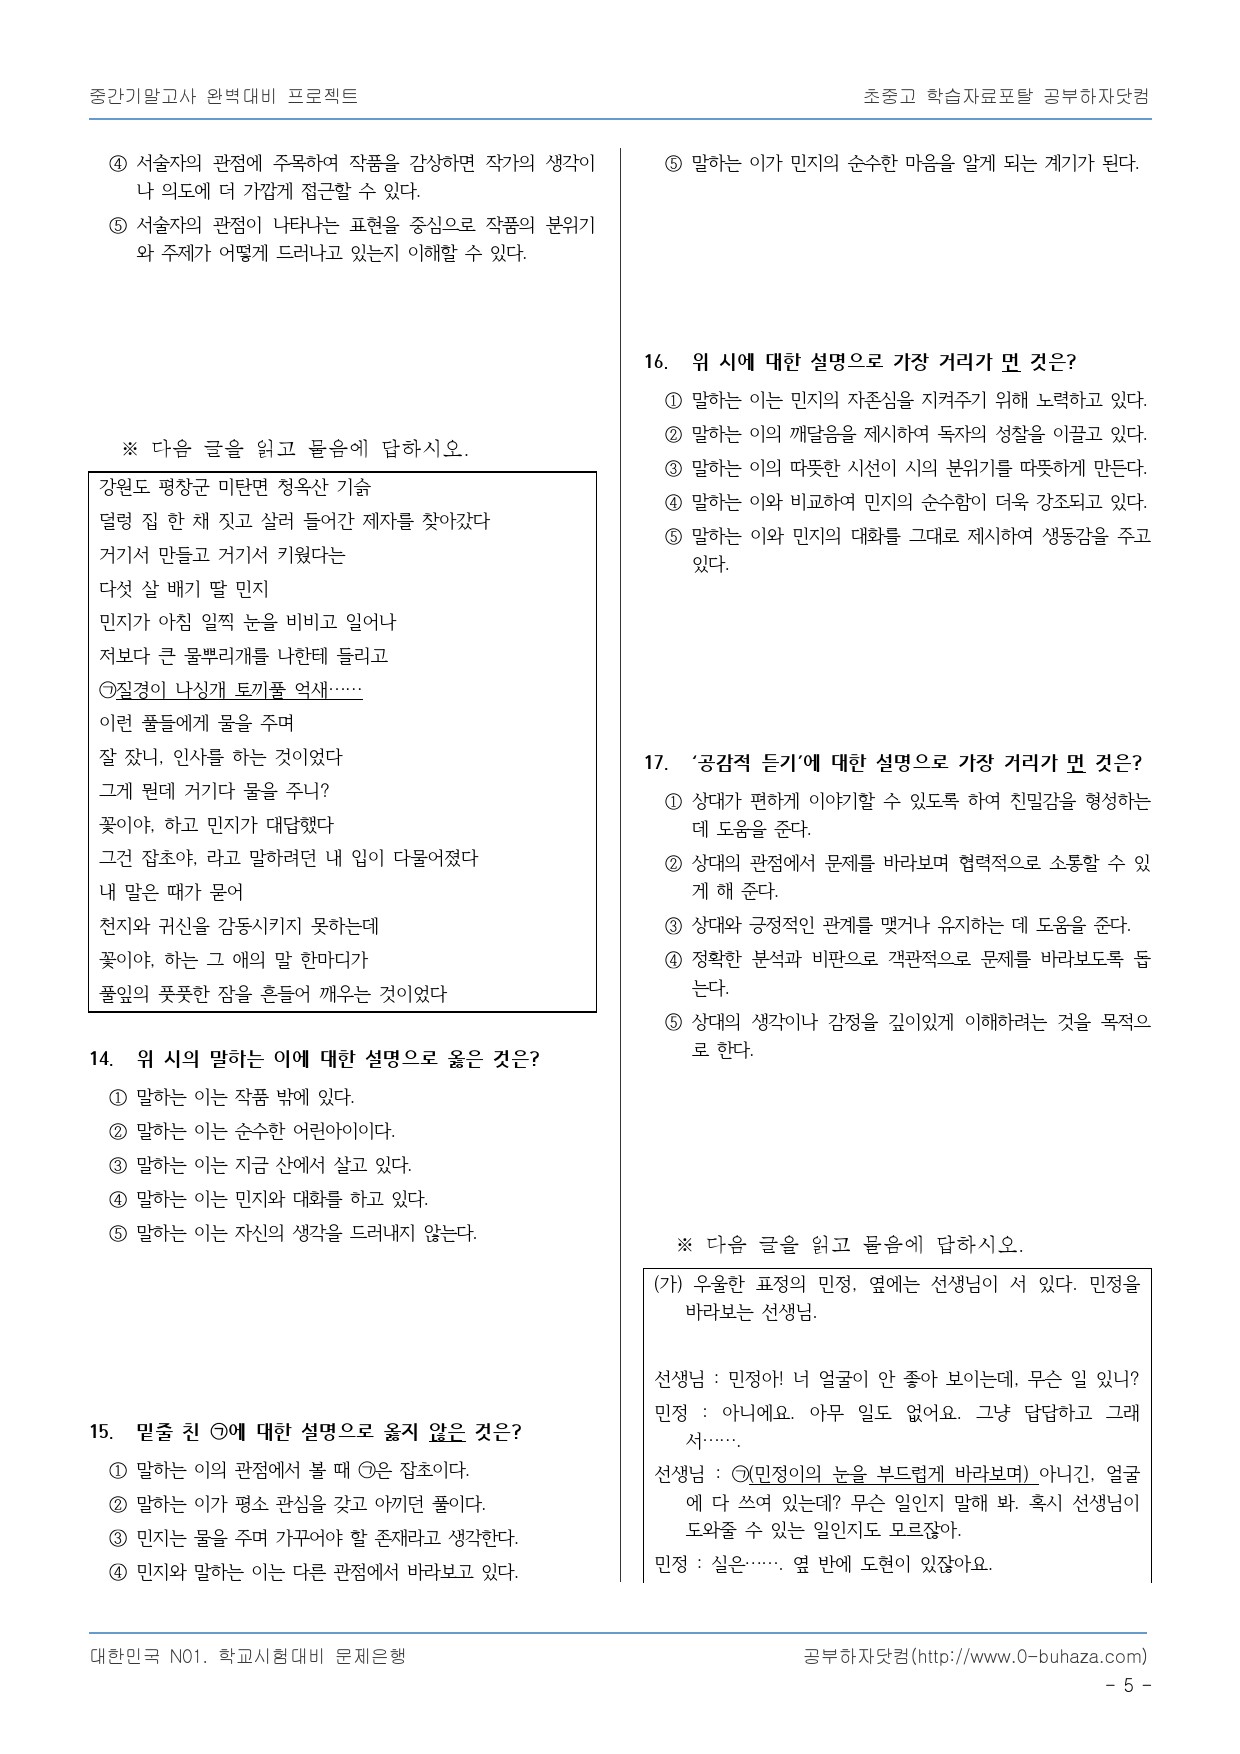 중간기말고사 완벽대비 프로젝트
초중고 학습자료포탈 공부하자닷컴
④ 서술자의 관점에 주목하여 작품을 감상하면 작가의 생각이
나 의도에 더 가깝게 접근할 수 있다.
⑤ 서술자의 관점이 나타나는 표현을 중심으로 작품의 분위기
와 주제가 어떻게 드러나고 있는지 이해할 수 있다.
※ 다음 글을 읽고 물음에 답하시오.
강원도 평창군 미탄면 청옥산 기슭
덜렁 집 한 채 짓고 살러 들어간 제자를 찾아갔다
거기서 만들고 거기서 키웠다는
다섯 살 배기 딸 민지
민지가 아침 일찍 눈을 비비고 일어나
저보다 큰 물뿌리개를 나한테 들리고
㉠질경이 나싱개 토끼풀 억새……
이런 풀들에게 물을 주며
잘 잤니, 인사를 하는 것이었다
그게 뭔데 거기다 물을 주니?
꽃이야, 하고 민지가 대답했다
그건 잡초야, 라고 말하려던 내 입이 다물어졌다
내 말은 때가 묻어
천지와 귀신을 감동시키지 못하는데
꽃이야, 하는 그 애의 말 한마디가
풀잎의 풋풋한 잠을 흔들어 깨우는 것이었다
14. 위 시의 말하는 이에 대한 설명으로 옳은 것은?
① 말하는 이는 작품 밖에 있다.
② 말하는 이는 순수한 어린아이이다.
③ 말하는 이는 지금 산에서 살고 있다.
④ 말하는 이는 민지와 대화를 하고 있다.
⑤ 말하는 이는 자신의 생각을 드러내지 않는다.
15. 밑줄 친 ㉠에 대한 설명으로 옳지 않은 것은?
① 말하는 이의 관점에서 볼 때 ㉠은 잡초이다.
② 말하는 이가 평소 관심을 갖고 아끼던 풀이다.
③ 민지는 물을 주며 가꾸어야 할 존재라고 생각한다.
④ 민지와 말하는 이는 다른 관점에서 바라보고 있다.
⑤ 말하는 이가 민지의 순수한 마음을 알게 되는 계기가 된다.
16. 위 시에 대한 설명으로 가장 거리가 먼 것은?
① 말하는 이는 민지의 자존심을 지켜주기 위해 노력하고 있다.
② 말하는 이의 깨달음을 제시하여 독자의 성찰을 이끌고 있다.
③ 말하는 이의 따뜻한 시선이 시의 분위기를 따뜻하게 만든다.
④ 말하는 이와 비교하여 민지의 순수함이 더욱 강조되고 있다.
⑤ 말하는 이와 민지의 대화를 그대로 제시하여 생동감을 주고
있다.
17. ‘공감적 듣기’에 대한 설명으로 가장 거리가 먼 것은?
① 상대가 편하게 이야기할 수 있도록 하여 친밀감을 형성하는
데 도움을 준다.
② 상대의 관점에서 문제를 바라보며 협력적으로 소통할 수 있
게 해 준다.
③ 상대와 긍정적인 관계를 맺거나 유지하는 데 도움을 준다.
④ 정확한 분석과 비판으로 객관적으로 문제를 바라보도록 돕
는다.
⑤ 상대의 생각이나 감정을 깊이있게 이해하려는 것을 목적으
로 한다.
※ 다음 글을 읽고 물음에 답하시오.
(가) 우울한 표정의 민정, 옆에는 선생님이 서 있다. 민정을
바라보는 선생님.
선생님 : 민정아! 너 얼굴이 안 좋아 보이는데, 무슨 일 있니?
민정 : 아니에요. 아무 일도 없어요. 그냥 답답하고 그래
서…….
선생님 : ㉠(민정이의 눈을 부드럽게 바라보며) 아니긴, 얼굴
에 다 쓰여 있는데? 무슨 일인지 말해 봐. 혹시 선생님이
도와줄 수 있는 일인지도 모르잖아.
민정 : 실은……. 옆 반에 도현이 있잖아요.
대한민국 N01. 학교시험대비 문제은행
공부하자닷컴(http://www.0-buhaza.com)
- 5 -